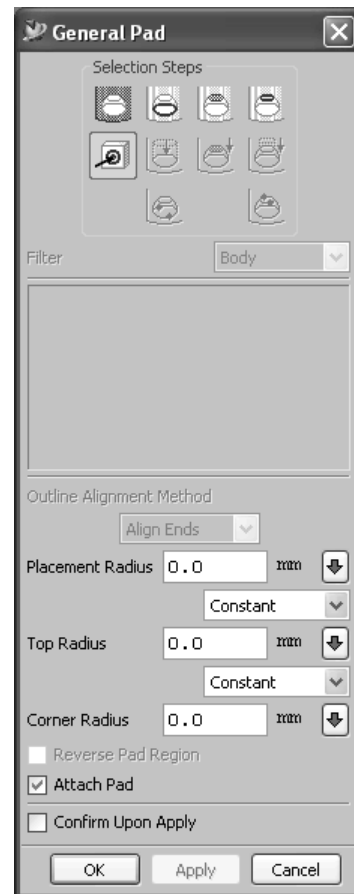 General Pad
Selection Steps
Filter Body
Outline Alignment Method
Align Ends
Placement Radius 0.0 mm
Constant
Top Radius 0.0 mm
Constant
Corner Radius 0.0 mm
Reverse Pad Region
Attach Pad
Confirm Upon Apply
OK Apply Cancel